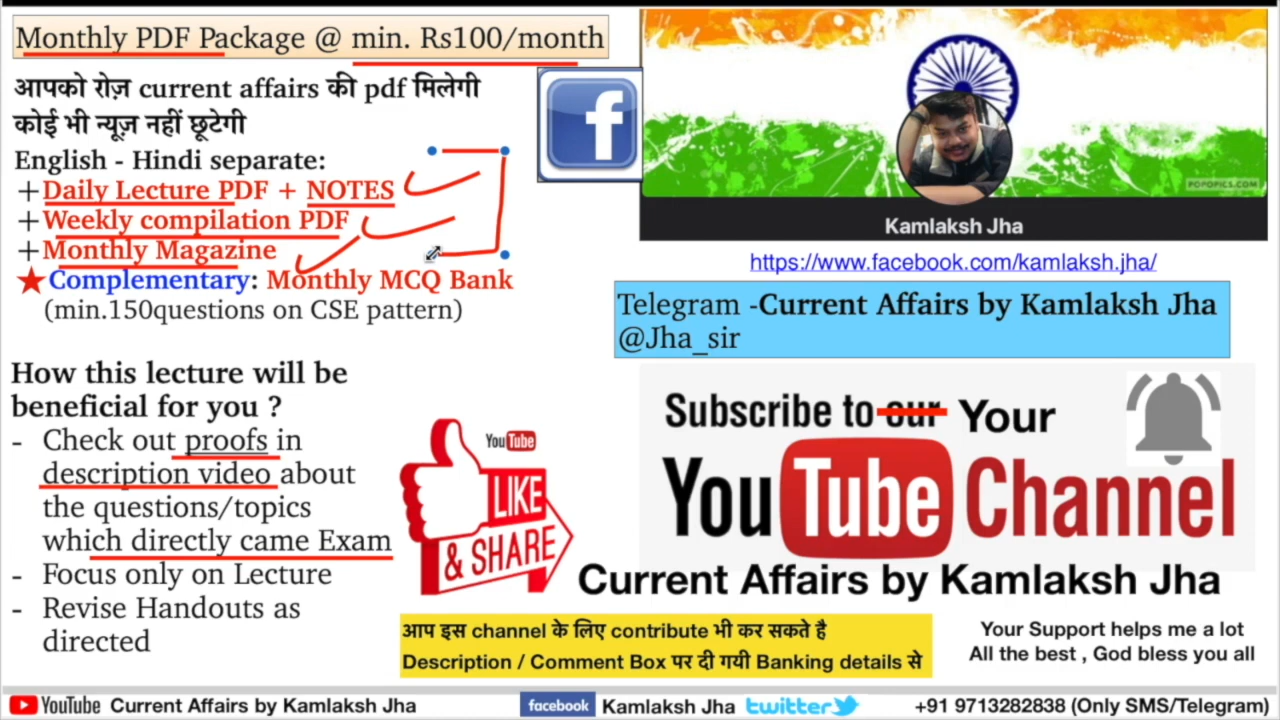 Monthly PDF Package @ min. Rs100/month
आपको रोज़ current affairs की pdf मिलेगी
कोई भी न्यूज़ नहीं छूटेगी
English - Hindi separate:
+Daily Lecture PDF + NOTES
+Weekly compilation PDF
+Monthly Magazine
★Complementary: Monthly MCQ Bank
(min.150questions on CSE pattern)
How this lecture will be
beneficial for you ?
- Check out proofs in
description video about
the questions/topics
which directly came Exam
- Focus only on Lecture
- Revise Handouts as
directed
f
POPOPICS.COM
Kamlaksh Jha
https://www.facebook.com/kamlaksh.jha/
Telegram -Current Affairs by Kamlaksh Jha
@Jha_sir
Subscribe to our Your
YouTube Channel
YouTube
LIKE
& SHARE
Current Affairs by Kamlaksh Jha
आप इस channel के लिए contribute भी कर सकते है
Description / Comment Box पर दी गयी Banking details से
Your Support helps me a lot
All the best , God bless you all
YouTube Current Affairs by Kamlaksh Jha facebook Kamlaksh Jha twitter +91 9713282838 (Only SMS/Telegram)